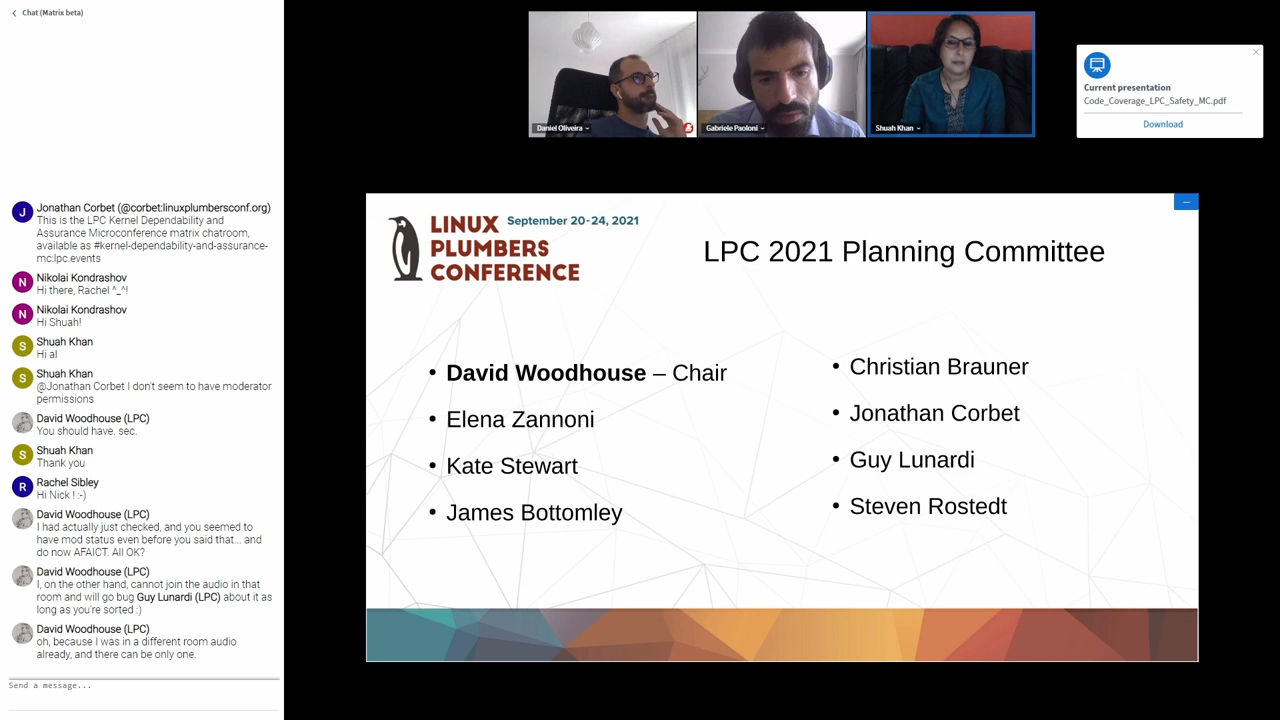 Chat (Matrix beta)
Jonathan Corbet (@corbet:linuxplumbersconf.org)
This is the LPC Kernel Dependability and
Assurance Microconference matrix chatroom,
available as #kernel-dependability-and-assurance-
mc:lpc.events
N
Nikolai Kondrashov
Hi there, Rachel ^_^!
N
Nikolai Kondrashov
Hi Shuah!
S
Shuah Khan
Hi al
S
Shuah Khan
@Jonathan Corbet I don't seem to have moderator
permissions
David Woodhouse (LPC)
You should have. sec.
S
Shuah Khan
Thank you
R
Rachel Sibley
Hi Nick ! :-)
David Woodhouse (LPC)
I had actually just checked, and you seemed to
have mod status even before you said that... and
do now AFAICT. All OK?
David Woodhouse (LPC)
I, on the other hand, cannot join the audio in that
room and will go bug Guy Lunardi (LPC) about it as
long as you're sorted :)
David Woodhouse (LPC)
oh, because I was in a different room audio
already, and there can be only one.
Send a message...
Daniel Oliveira
Gabriele Paoloni
Shuah Khan
Current presentation
Code_Coverage_LPC_Safety_MC.pdf
Download
LINUX
PLUMBERS
CONFERENCE
September 20-24, 2021
LPC 2021 Planning Committee
• David Woodhouse – Chair
• Elena Zannoni
• Kate Stewart
• James Bottomley
• Christian Brauner
• Jonathan Corbet
• Guy Lunardi
• Steven Rostedt